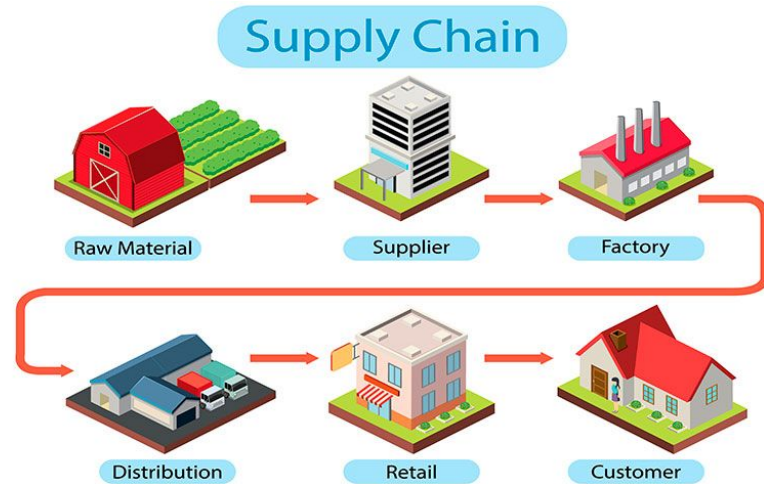 Supply Chain
Raw Material
Supplier
Factory
Distribution
Retail
Customer